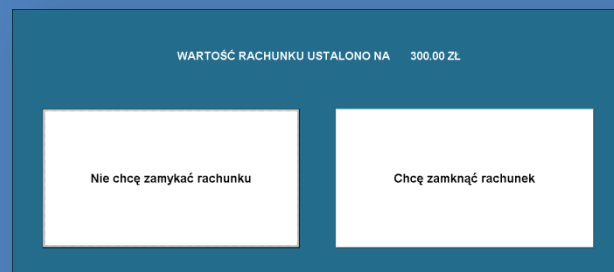 WARTOŚĆ RACHUNKU USTALONO NA 300.00 ZŁ
Nie chcę zamykać rachunku
Chcę zamknąć rachunek